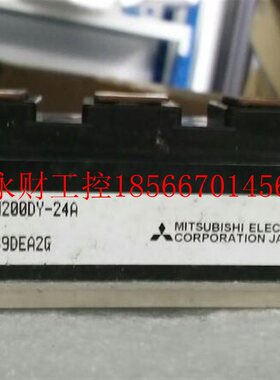 永财工控18566701456
200DY-24A
9DEA2G
MITSUBISHI ELEC
CORPORATION JA